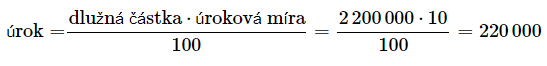 úrok = dlužná částka · úroková míra / 100 = 2 200 000 · 10 / 100 = 220 000